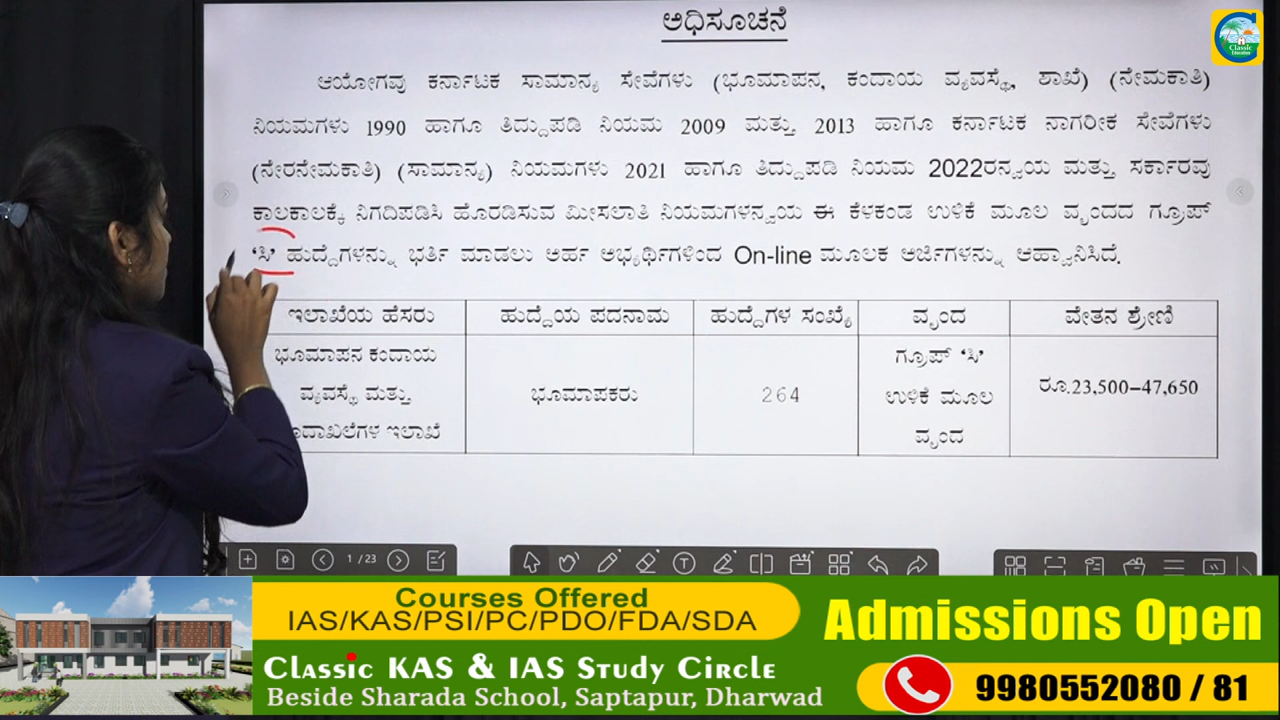 ಅಧಿಸೂಚನೆ
Classic
Education
ಆಯೋಗವು ಕರ್ನಾಟಕ ಸಾಮಾನ್ಯ ಸೇವೆಗಳು (ಭೂಮಾಪನ, ಕಂದಾಯ ವ್ಯವಸ್ಥೆ, ಶಾಖೆ) (ನೇಮಕಾತಿ)
ನಿಯಮಗಳು 1990 ಹಾಗೂ ತಿದ್ದುಪಡಿ ನಿಯಮ 2009 ಮತ್ತು 2013 ಹಾಗೂ ಕರ್ನಾಟಕ ನಾಗರೀಕ ಸೇವೆಗಳು
(ನೇರನೇಮಕಾತಿ) (ಸಾಮಾನ್ಯ) ನಿಯಮಗಳು 2021 ಹಾಗೂ ತಿದ್ದುಪಡಿ ನಿಯಮ 2022ರನ್ವಯ ಮತ್ತು ಸರ್ಕಾರವು
ಕಾಲಕಾಲಕ್ಕೆ ನಿಗದಿಪಡಿಸಿ ಹೊರಡಿಸುವ ಮೀಸಲಾತಿ ನಿಯಮಗಳನ್ವಯ ಈ ಕೆಳಕಂಡ ಉಳಿಕೆ ಮೂಲ ವೃಂದದ ಗ್ರೂಪ್
‘ಸಿ’ ಹುದ್ದೆಗಳನ್ನು ಭರ್ತಿ ಮಾಡಲು ಅರ್ಹ ಅಭ್ಯರ್ಥಿಗಳಿಂದ On-line ಮೂಲಕ ಅರ್ಜಿಗಳನ್ನು ಆಹ್ವಾನಿಸಿದೆ.
ಇಲಾಖೆಯ ಹೆಸರು ಹುದ್ದೆಯ ಪದನಾಮ ಹುದ್ದೆಗಳ ಸಂಖ್ಯೆ ವೃಂದ ವೇತನ ಶ್ರೇಣಿ
ಭೂಮಾಪನ ಕಂದಾಯ
ವ್ಯವಸ್ಥೆ ಮತ್ತು
ಇಲಾಖೆ
ಭೂಮಾಪಕರು
264
ಗ್ರೂಪ್ ‘ಸಿ’
ಉಳಿಕೆ ಮೂಲ
ವೃಂದ
ರೂ.23,500–47,650
1 / 23
Courses Offered
IAS/KAS/PSI/PC/PDO/FDA/SDA
Classic KAS & IAS Study Circle
Beside Sharada School, Saptapur, Dharwad
Admissions Open
9980552080 / 81